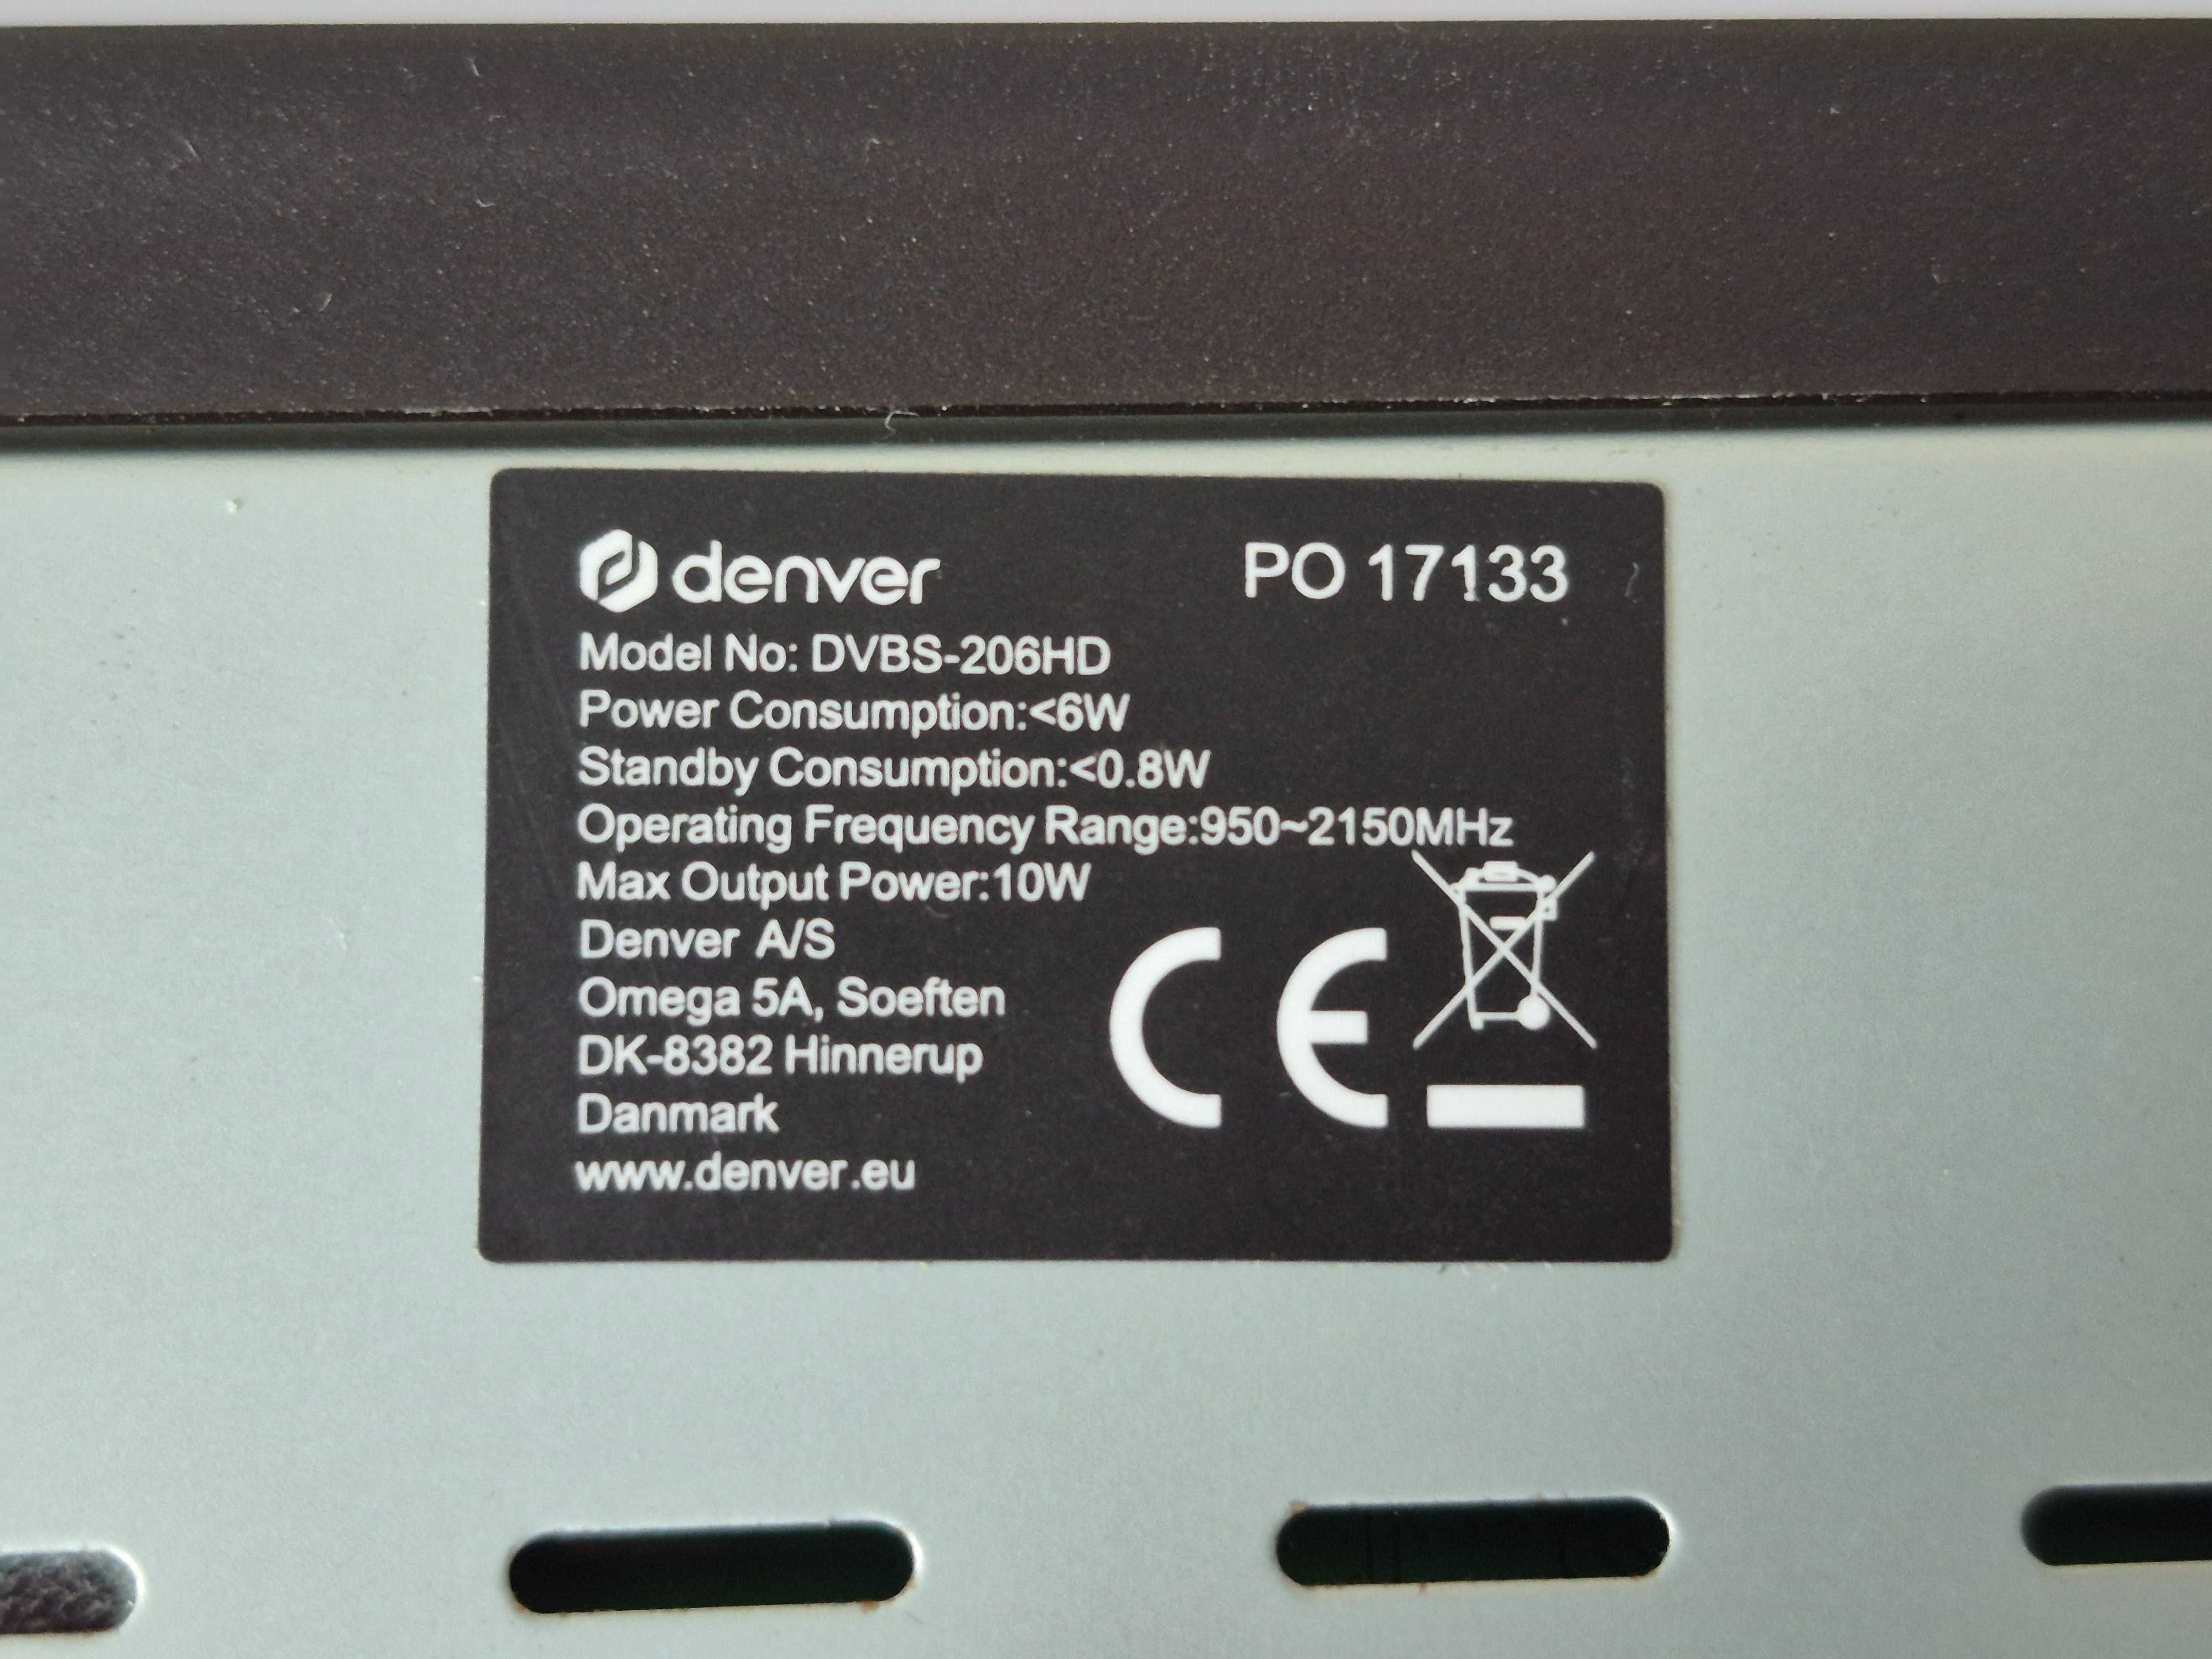 denver PO 17133
Model No: DVBS-206HD
Power Consumption:<6W
Standby Consumption:<0.8W
Operating Frequency Range:950~2150MHz
Max Output Power:10W
Denver A/S
Omega 5A, Soeften
DK-8382 Hinnerup
Danmark
www.denver.eu
CE